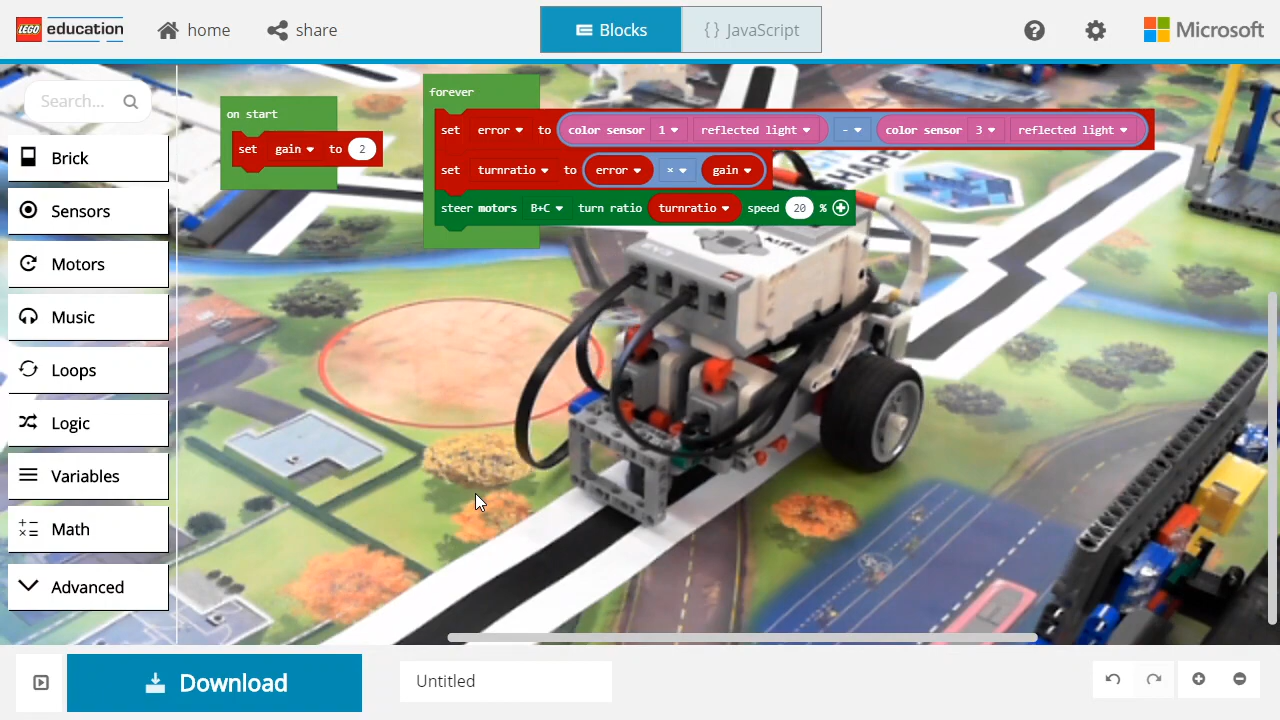 LEGO education
home
share
Blocks
{ } JavaScript
Microsoft
Search...
Brick
Sensors
Motors
Music
Loops
Logic
Variables
Math
Advanced
on start
set gain to 2
forever
set error to color sensor 1 reflected light - color sensor 3 reflected light
set turnratio to error × gain
steer motors B+C turn ratio turnratio speed 20 %
Download
Untitled